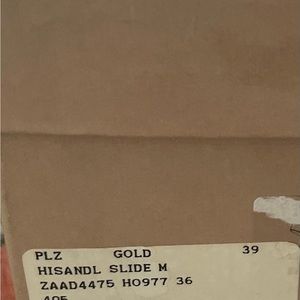 PLZ GOLD 39
HISANDL SLIDE M
ZAAD4475 HO977 36